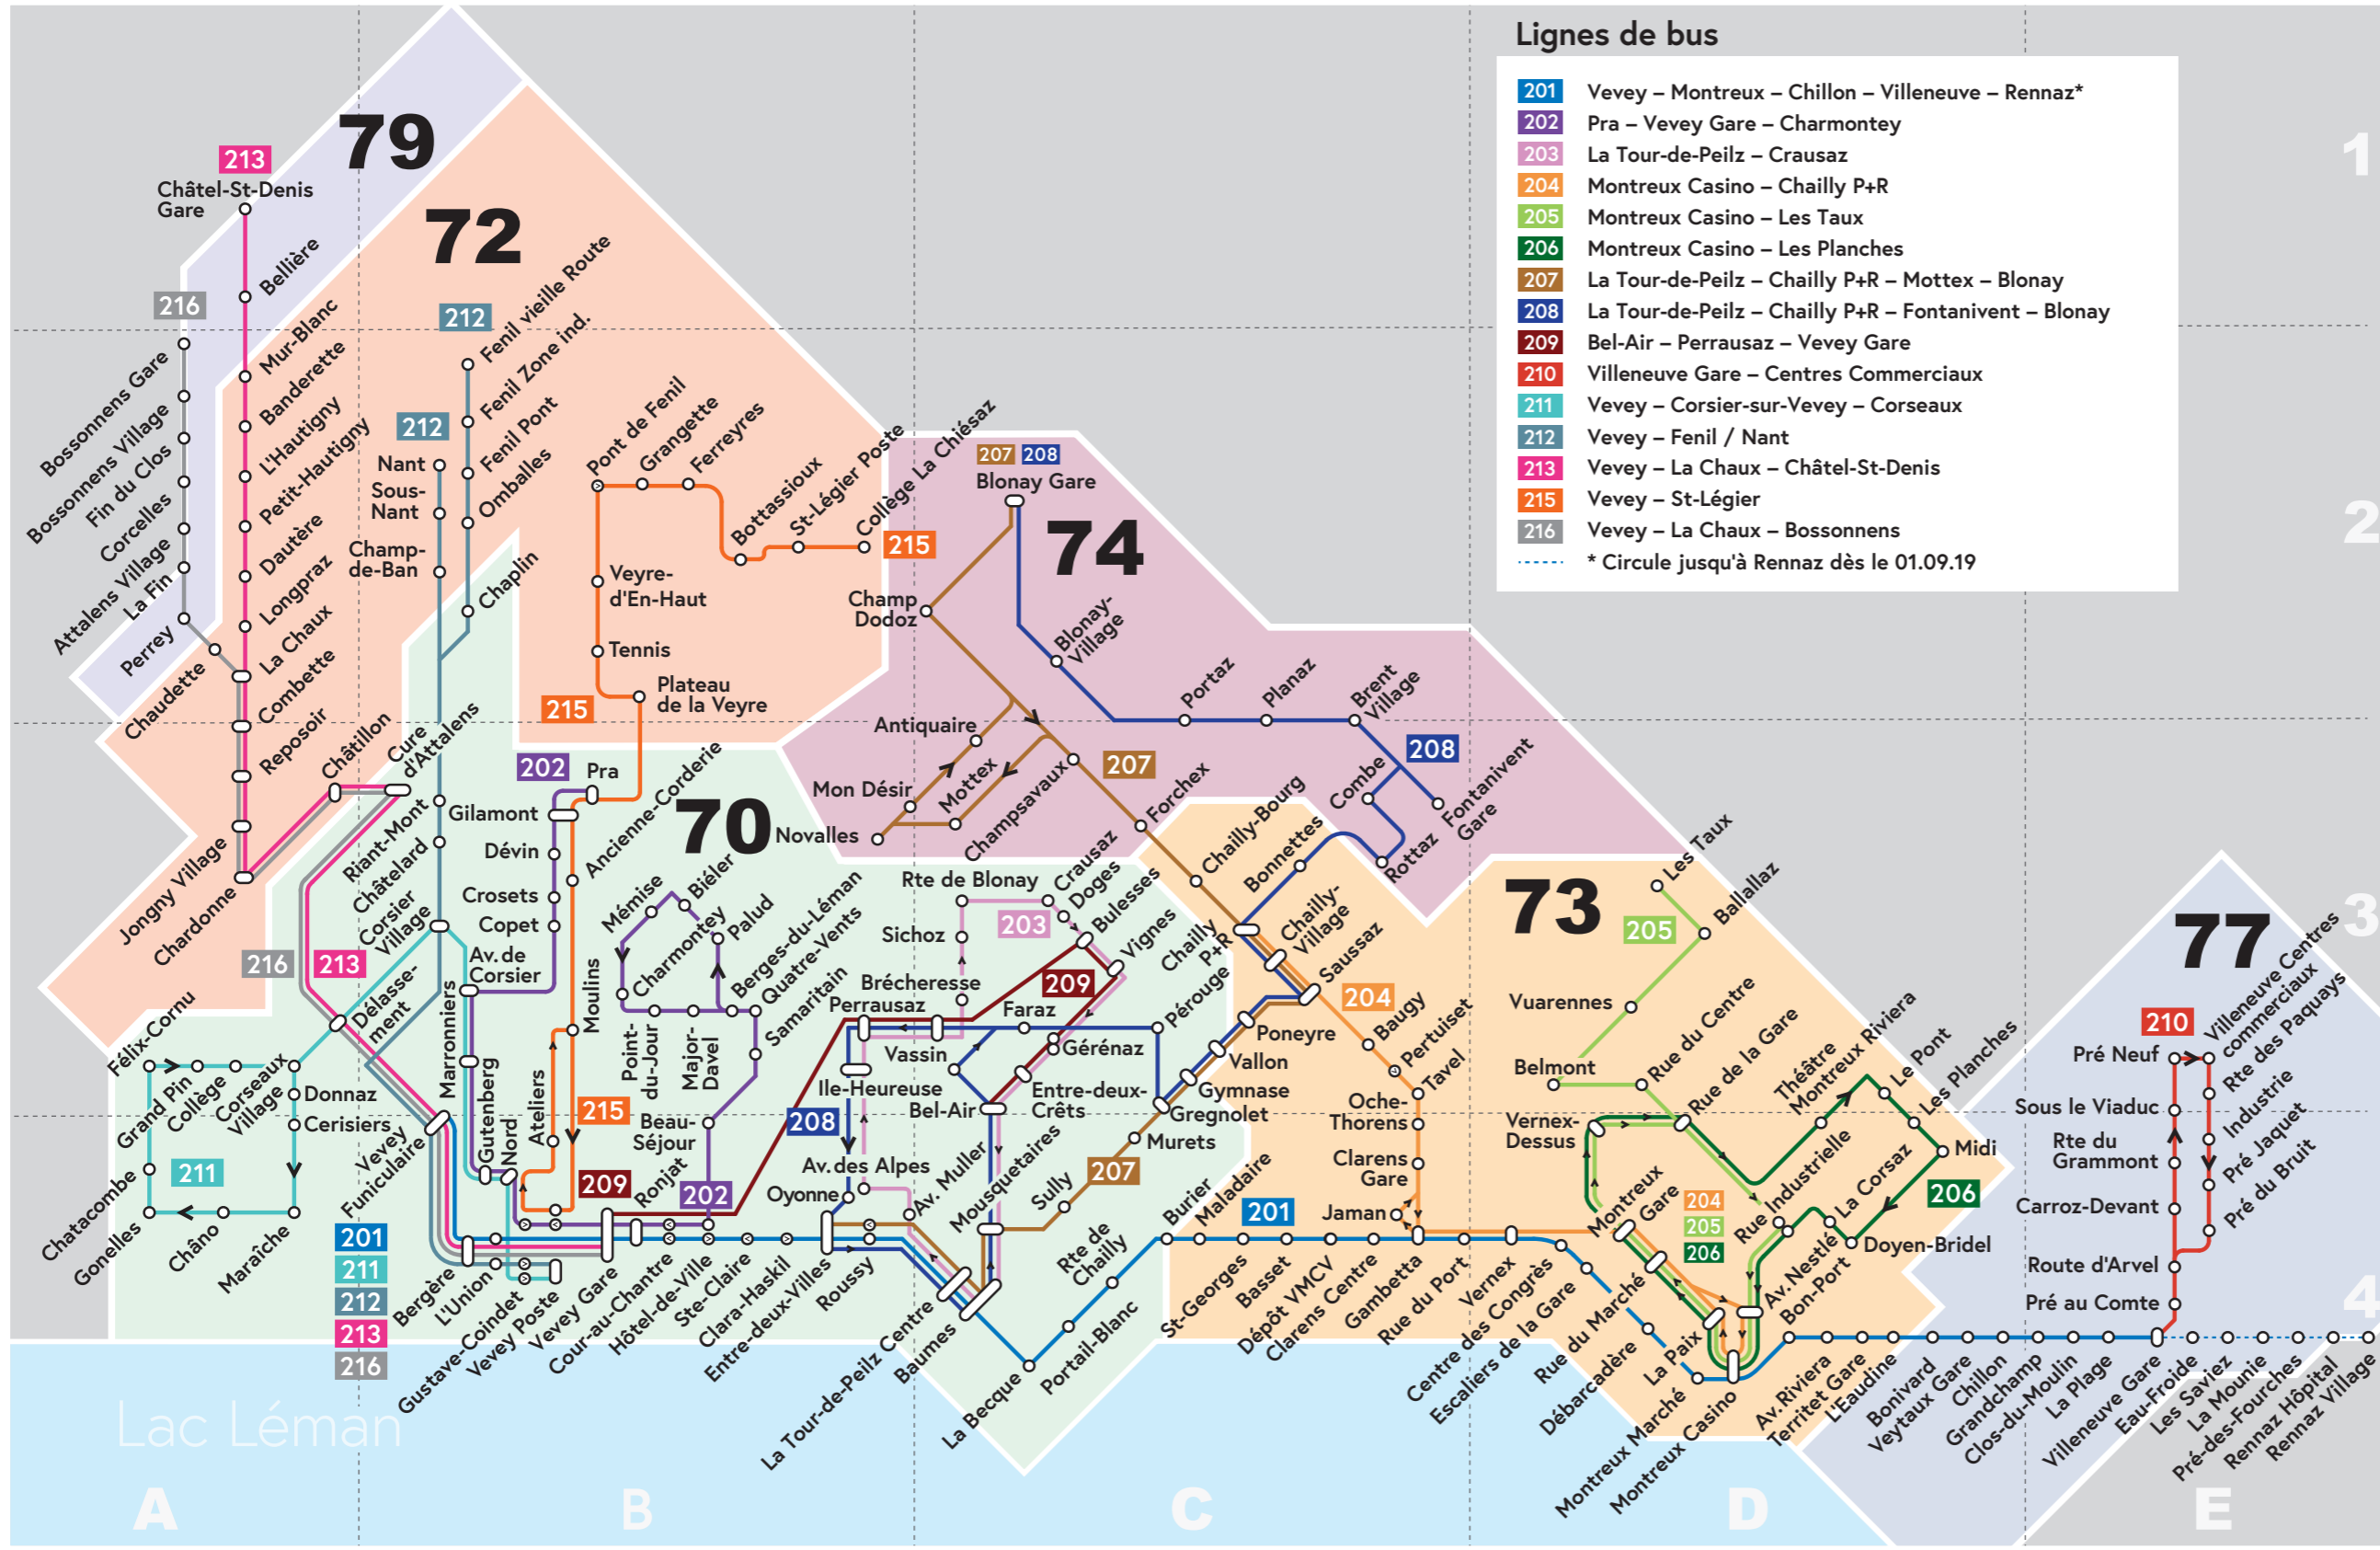 Lignes de bus
201 Vevey – Montreux – Chillon – Villeneuve – Rennaz*
202 Pra – Vevey Gare – Charmontey
203 La Tour-de-Peilz – Crausaz
204 Montreux Casino – Chailly P+R
205 Montreux Casino – Les Taux
206 Montreux Casino – Les Planches
207 La Tour-de-Peilz – Chailly P+R – Mottex – Blonay
208 La Tour-de-Peilz – Chailly P+R – Fontanivent – Blonay
209 Bel-Air – Perrausaz – Vevey Gare
210 Villeneuve Gare – Centres Commerciaux
211 Vevey – Corsier-sur-Vevey – Corseaux
212 Vevey – Fenil / Nant
213 Vevey – La Chaux – Châtel-St-Denis
215 Vevey – St-Légier
216 Vevey – La Chaux – Bossonnens
* Circule jusqu'à Rennaz dès le 01.09.19
1
2
3
4
A
B
C
D
E
79
72
74
70
73
77
213
Châtel-St-Denis
Gare
Bellière
Mur-Blanc
Banderette
L'Hautigny
Petit-Hautigny
Dautère
Longpraz
La Chaux
Combette
Reposoir
Châtillon
Cure
d'Attalens
Jongny Village
Chardonne
216
Bossonnens Gare
Bossonnens Village
Fin du Clos
Corcelles
Attalens Village
La Fin
Perrey
Chaudette
216
213
212
Fenil vieille Route
Fenil Zone ind.
Fenil Pont
Omballes
Chaplin
212
Nant
Sous-
Nant
Champ-
de-Ban
Riant-Mont
Châtelard
Corsier
Village
Délasse-
ment
Pont de Fenil
Grangette
Ferreyres
Bottassioux
St-Légier Poste
Collège La Chiésaz
215
Veyre-
d'En-Haut
Tennis
Plateau
de la Veyre
215
202
Pra
Gilamont
Dévin
Crosets
Copet
Av. de
Corsier
Ancienne-Corderie
Moulins
Marronniers
Gutenberg
Nord
Ateliers
215
Mémise
Biéler
Charmontey
Palud
Berges-du-Léman
Quatre-Vents
Samaritain
Point-
du-Jour
Major-
Davel
Beau-
Séjour
202
Ronjat
209
Félix-Cornu
Grand Pin
Collège
Corseaux
Village
Donnaz
Cerisiers
211
Chatacombe
Gonelles
Châno
Maraîche
Vevey
Funiculaire
201
211
212
213
216
Bergère
L'Union
Gustave-Coindet
Vevey Poste
Vevey Gare
Cour-au-Chantre
Hôtel-de-Ville
Ste-Claire
Clara-Haskil
Entre-deux-Villes
Roussy
La Tour-de-Peilz Centre
Baumes
La Becque
Portail-Blanc
Rte de
Chailly
Burier
Maladaire
201
207 208
Blonay Gare
Champ
Dodoz
Blonay-
Village
Portaz
Planaz
Brent
Village
208
Combe
Fontanivent
Gare
Rottaz
Bonnettes
Antiquaire
Mon Désir
Mottex
Novalles
Champsavaux
207
Forchex
Chailly-Bourg
Chailly
P+R
Chailly-
Village
Saussaz
Rte de Blonay
Crausaz
Doges
Bulesses
Vignes
203
Sichoz
Brécheresse
Perrausaz
209
Faraz
Vassin
Gérénaz
Ile-Heureuse
Entre-deux-
Crêts
Bel-Air
208
Av. des Alpes
Oyonne
Av. Muller
Mousquetaires
Sully
207
Murets
Gregnolet
Gymnase
Vallon
Poneyre
Pérouge
204
Baugy
Pertuiset
Tavel
Oche-
Thorens
Clarens
Gare
Jaman
St-Georges
Basset
Dépôt VMCV
Clarens Centre
Gambetta
Rue du Port
Vernex
Centre des Congrès
Escaliers de la Gare
Rue du Marché
Débarcadère
La Paix
Montreux Marché
Montreux Casino
Les Taux
Ballallaz
205
Vuarennes
Belmont
Rue du Centre
Rue de la Gare
Vernex-
Dessus
Théâtre
Montreux Riviera
Le Pont
Les Planches
Midi
206
Doyen-Bridel
La Corsaz
Rue Industrielle
Montreux
Gare
204
205
206
Av. Nestlé
Bon-Port
Av. Riviera
Territet Gare
L'Eaudine
Bonivard
Veytaux Gare
Chillon
Grandchamp
Clos-du-Moulin
La Plage
Villeneuve Gare
Eau-Froide
Les Saviez
La Mounie
Pré-des-Fourches
Rennaz Hôpital
Rennaz Village
210
Pré Neuf
Villeneuve Centres
commerciaux
Rte des Paquays
Industrie
Pré Jaquet
Pré du Bruit
Sous le Viaduc
Rte du
Grammont
Carroz-Devant
Route d'Arvel
Pré au Comte
Lac Léman